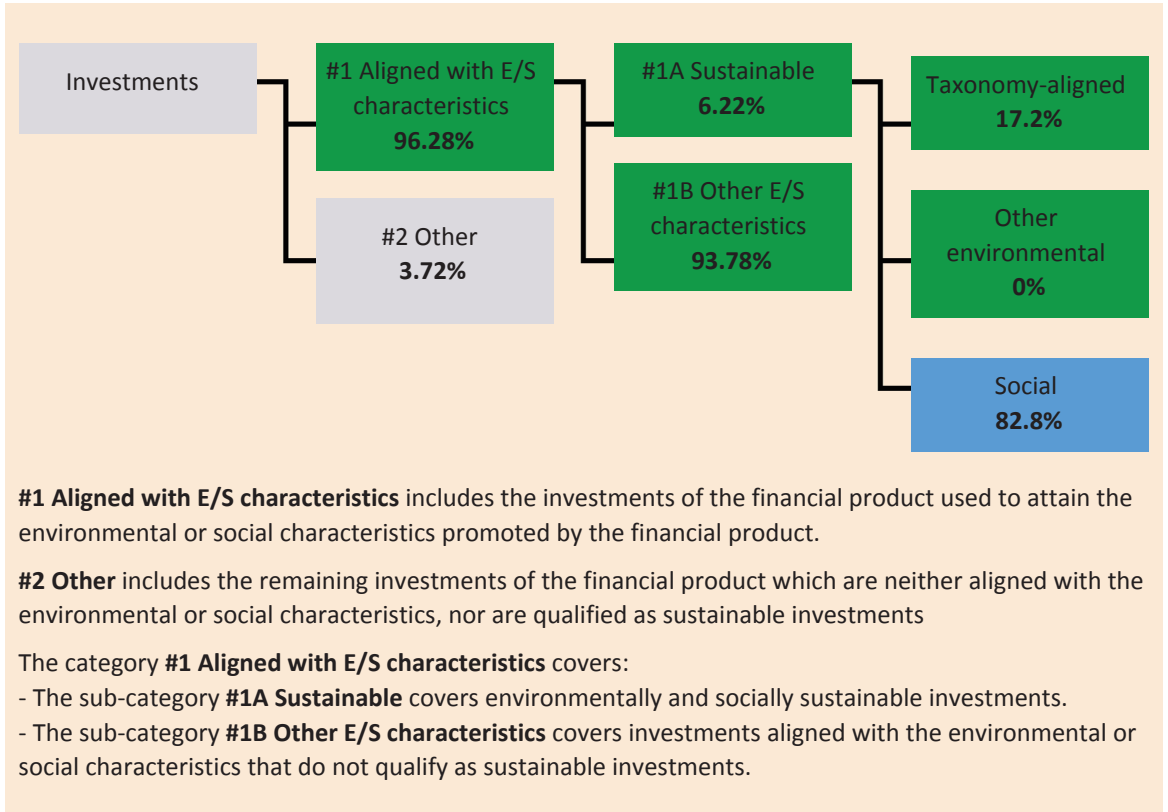 Investments
#1 Aligned with E/S
characteristics
96.28%
#2 Other
3.72%
#1A Sustainable
6.22%
#1B Other E/S
characteristics
93.78%
Taxonomy-aligned
17.2%
Other
environmental
0%
Social
82.8%
#1 Aligned with E/S characteristics includes the investments of the financial product used to attain the
environmental or social characteristics promoted by the financial product.
#2 Other includes the remaining investments of the financial product which are neither aligned with the
environmental or social characteristics, nor are qualified as sustainable investments
The category #1 Aligned with E/S characteristics covers:
- The sub-category #1A Sustainable covers environmentally and socially sustainable investments.
- The sub-category #1B Other E/S characteristics covers investments aligned with the environmental or
social characteristics that do not qualify as sustainable investments.